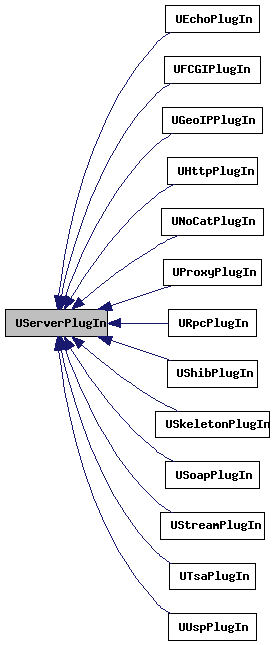 UEchoPlugIn
UFCGIPlugIn
UGeoIPPlugIn
UHttpPlugIn
UNoCatPlugIn
UProxyPlugIn
UServerPlugIn
URpcPlugIn
UShibPlugIn
USkeletonPlugIn
USoapPlugIn
UStreamPlugIn
UTsaPlugIn
UUspPlugIn